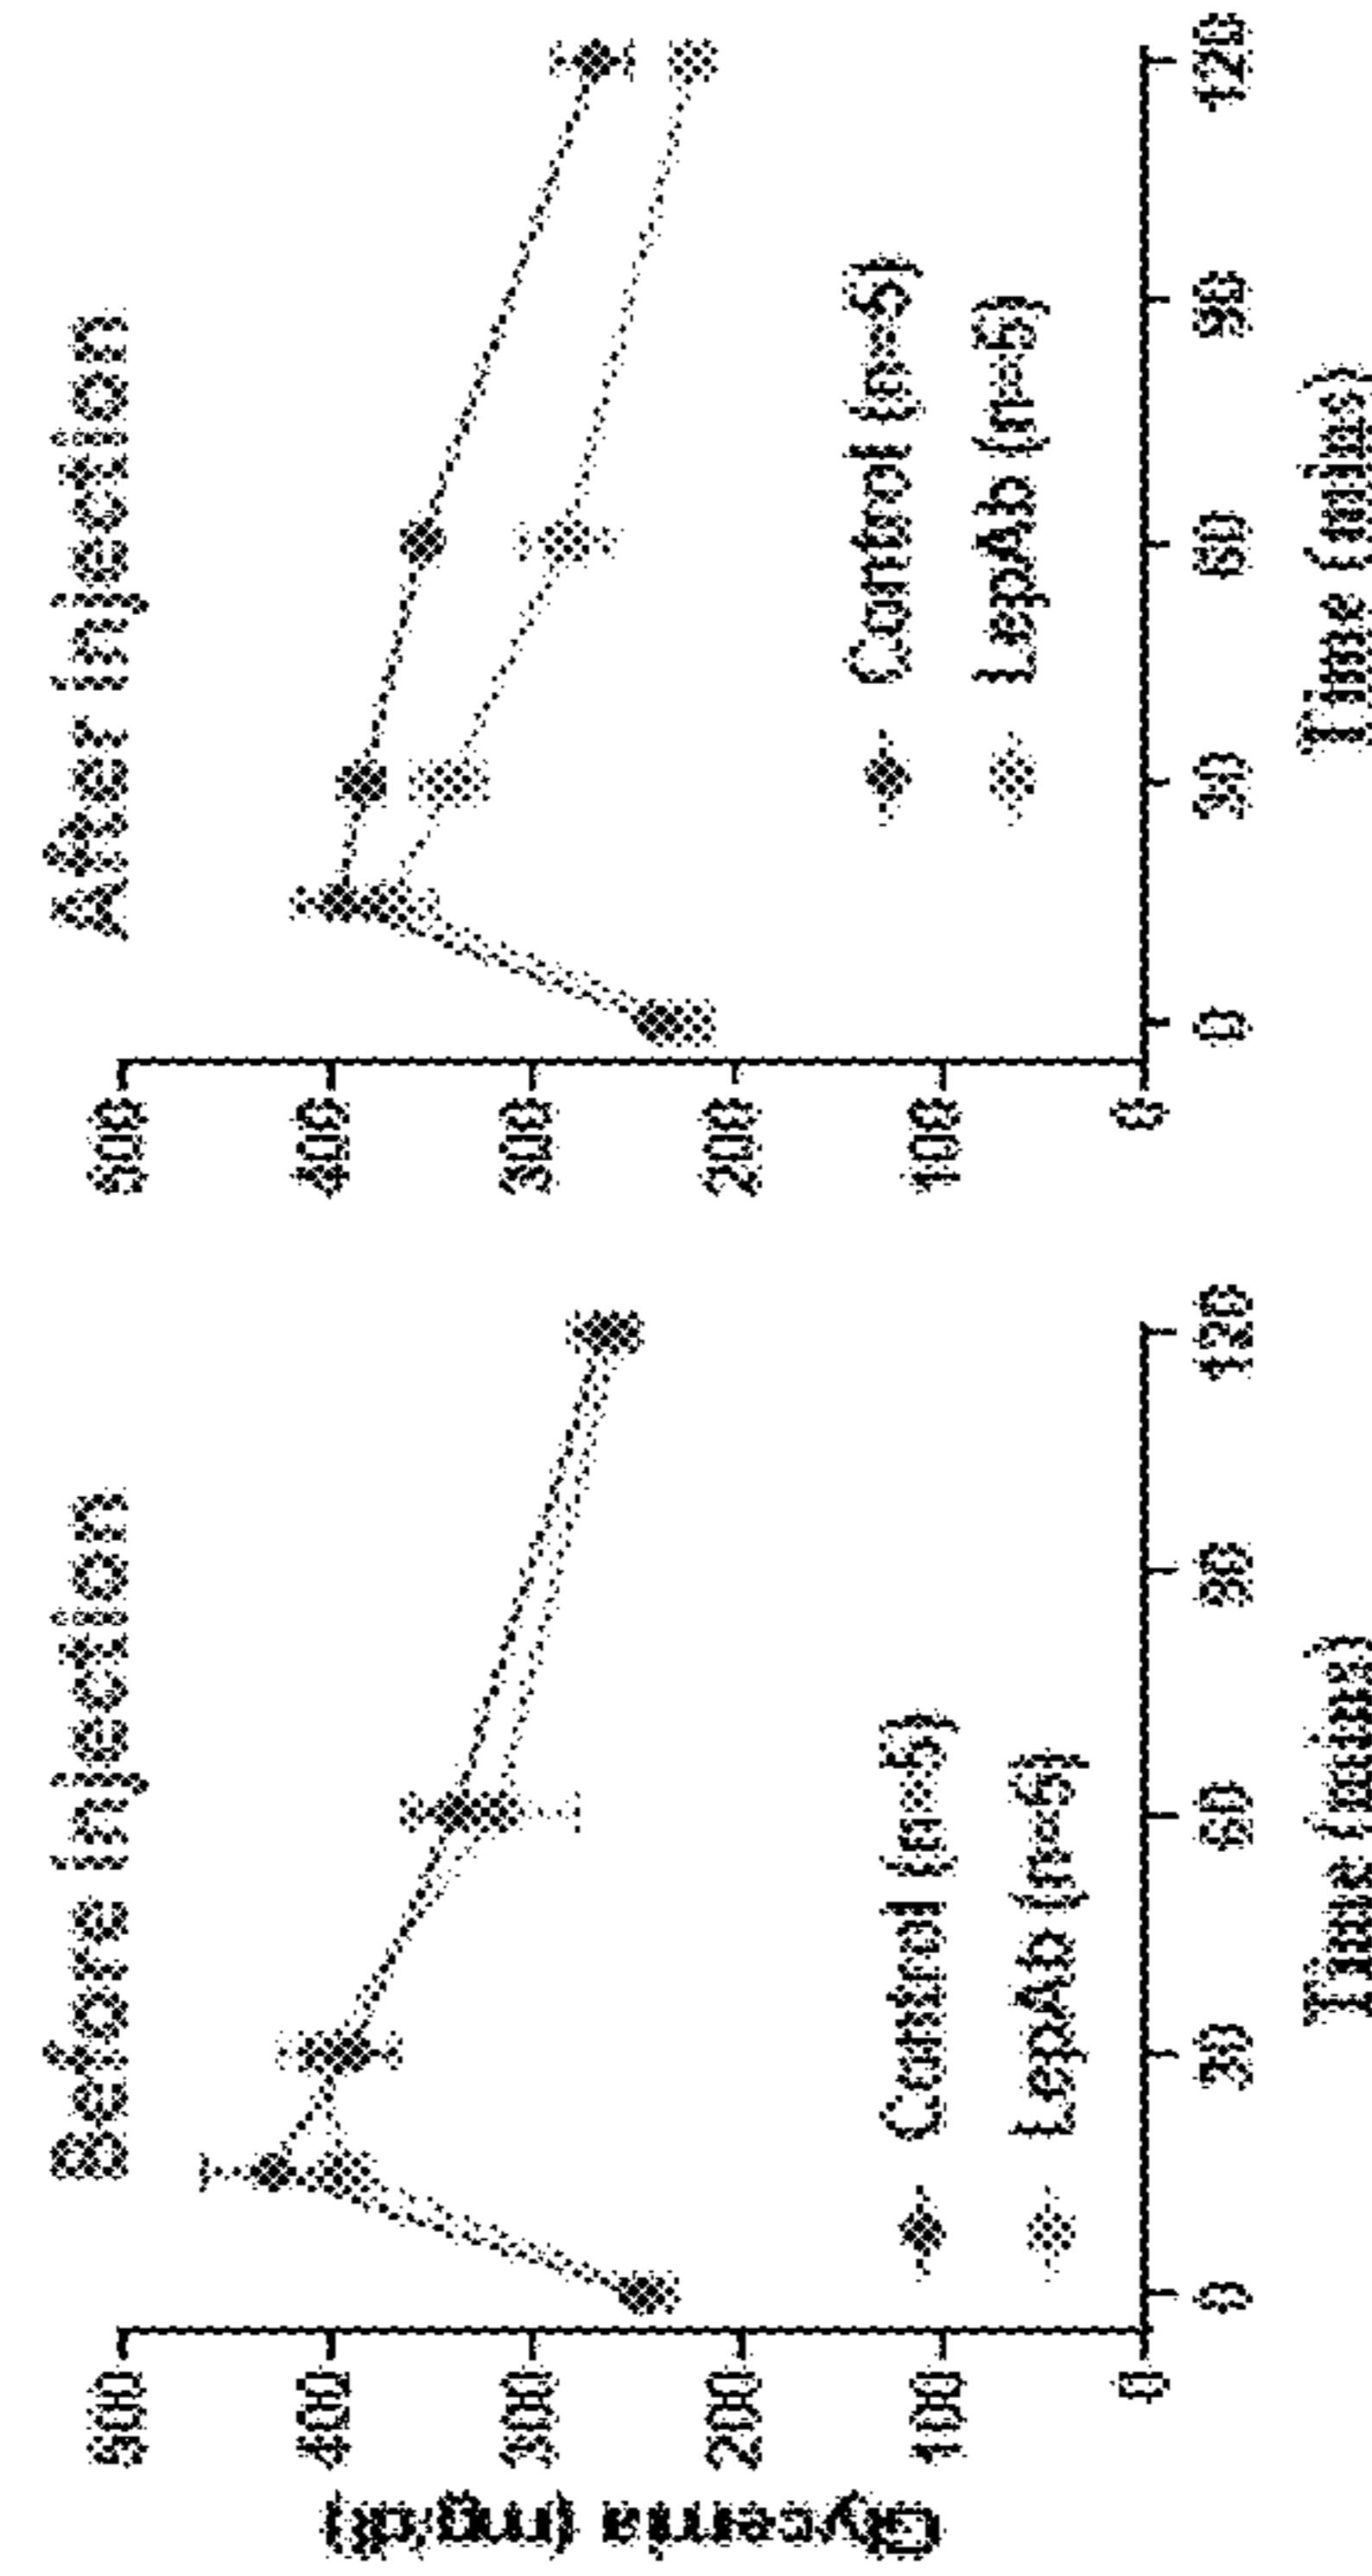 Before Injection
Glycemia (mg/dl)
500
400
300
200
100
0
Control (n=5)
LepAb (n=5)
0
30
60
90
120
Time (mins)
After Injection
500
400
300
200
100
0
Control (n=5)
LepAb (n=5)
0
30
60
90
120
Time (mins)